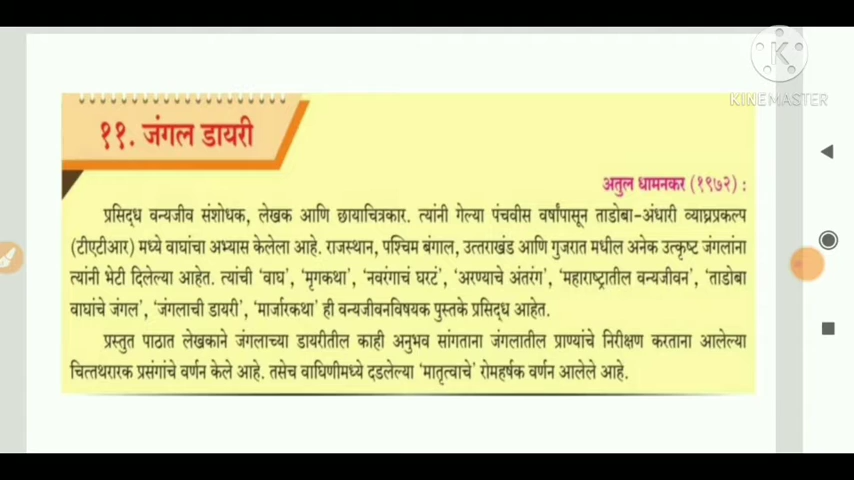 KINEMASTER
११. जंगल डायरी
अतुल धामनकर (१९७२) :
प्रसिद्ध वन्यजीव संशोधक, लेखक आणि छायाचित्रकार. त्यांनी गेल्या पंचवीस वर्षांपासून ताडोबा-अंधारी व्याघ्रप्रकल्प
(टीएटीआर) मध्ये वाघांचा अभ्यास केलेला आहे. राजस्थान, पश्चिम बंगाल, उत्तराखंड आणि गुजरात मधील अनेक उत्कृष्ट जंगलांना
त्यांनी भेटी दिलेल्या आहेत. त्यांची ‘वाघ’, ‘मृगकथा’, ‘नवरंगाचं घरटं’, ‘अरण्याचे अंतरंग’, ‘महाराष्ट्रातील वन्यजीवन’, ‘ताडोबा
वाघांचे जंगल’, ‘जंगलाची डायरी’, ‘मार्जारकथा’ ही वन्यजीवनविषयक पुस्तके प्रसिद्ध आहेत.
प्रस्तुत पाठात लेखकाने जंगलाच्या डायरीतील काही अनुभव सांगताना जंगलातील प्राण्यांचे निरीक्षण करताना आलेल्या
चित्तथरारक प्रसंगांचे वर्णन केले आहे. तसेच वाघिणीमध्ये दडलेल्या ‘मातृत्वाचे’ रोमहर्षक वर्णन आलेले आहे.